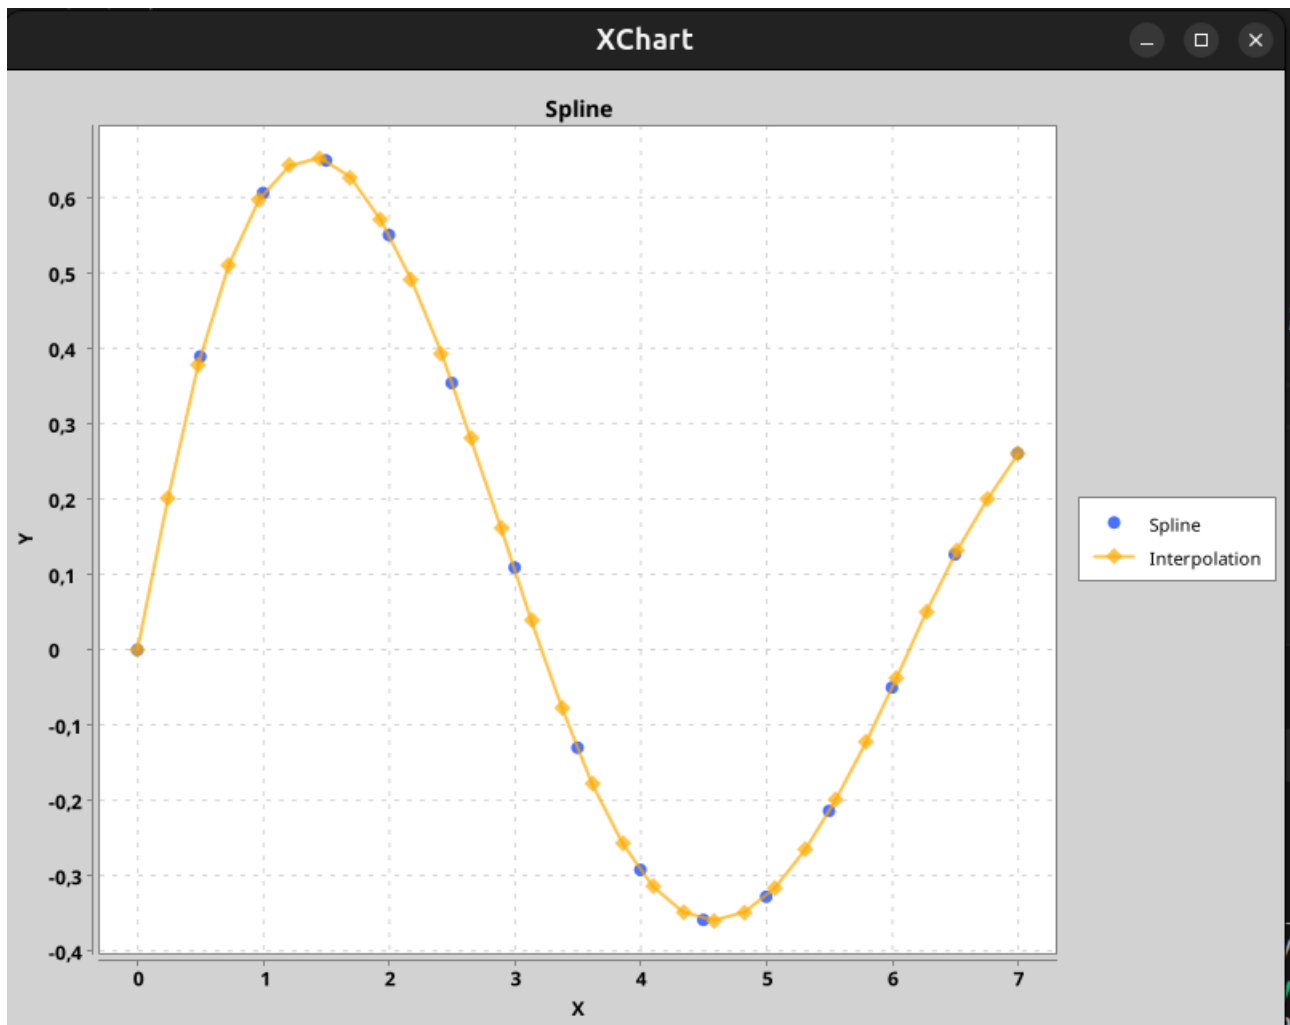 XChart
Spline
0,6
0,5
0,4
0,3
0,2
0,1
0
-0,1
-0,2
-0,3
-0,4
Y
0 1 2 3 4 5 6 7
X
Spline
Interpolation